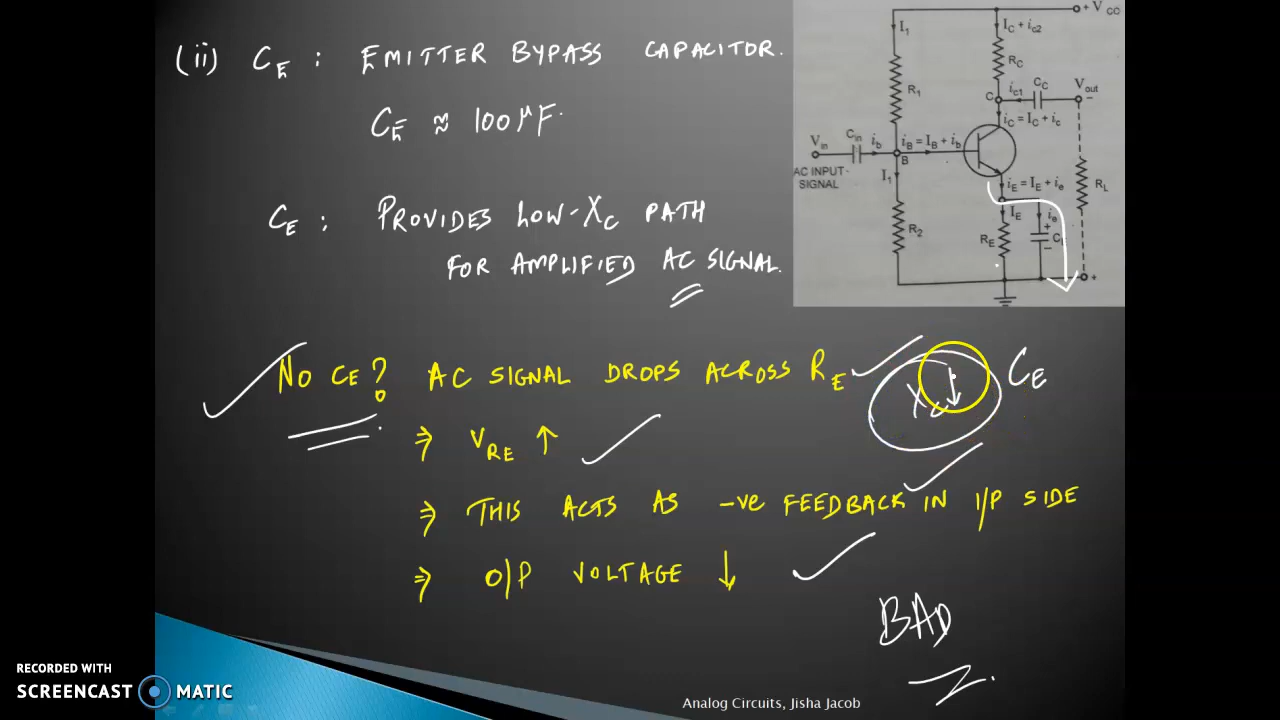 (ii) CE : EMITTER BYPASS CAPACITOR.
CE ≈ 100µF.
CE : PROVIDES LOW-XC PATH
FOR AMPLIFIED AC SIGNAL.
+ VCC
I1
IC + ic2
R1
RC
CC
Vout
C
ic1
−
iC = IC + ic
Vin
Cin
ib
iB = IB + ib
B
AC INPUT
SIGNAL
I1
iE = IE + ie
RL
IE
ie
R2
RE
+
−
C
+
NO CE? AC SIGNAL DROPS ACROSS RE
XC ↓ CE
⇒ VRE ↑
⇒ THIS ACTS AS -ve FEEDBACK IN I/P SIDE
⇒ O/P VOLTAGE ↓
BAD
RECORDED WITH
SCREENCAST MATIC
Analog Circuits, Jisha Jacob